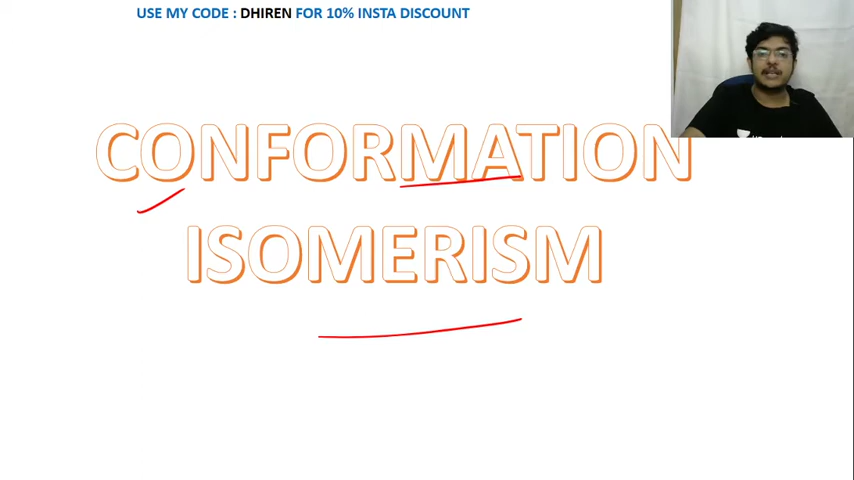 USE MY CODE : DHIREN FOR 10% INSTA DISCOUNT
CONFORMATION
ISOMERISM